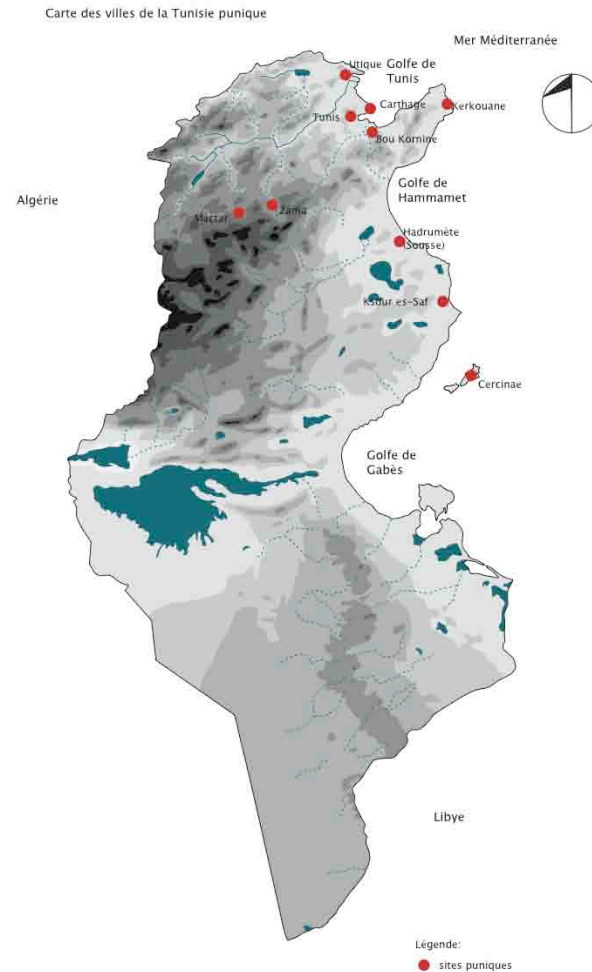 Carte des villes de la Tunisie punique
Mer Méditerranée
Utique
Golfe de
Tunis
Carthage
Kerkouane
Tunis
Bou Kornine
Algérie
Golfe de
Hammamet
Mactar
Zama
Hadrumète
(Sousse)
Ksour es-Saf
Cercinae
Golfe de
Gabès
Libye
Légende:
sites puniques